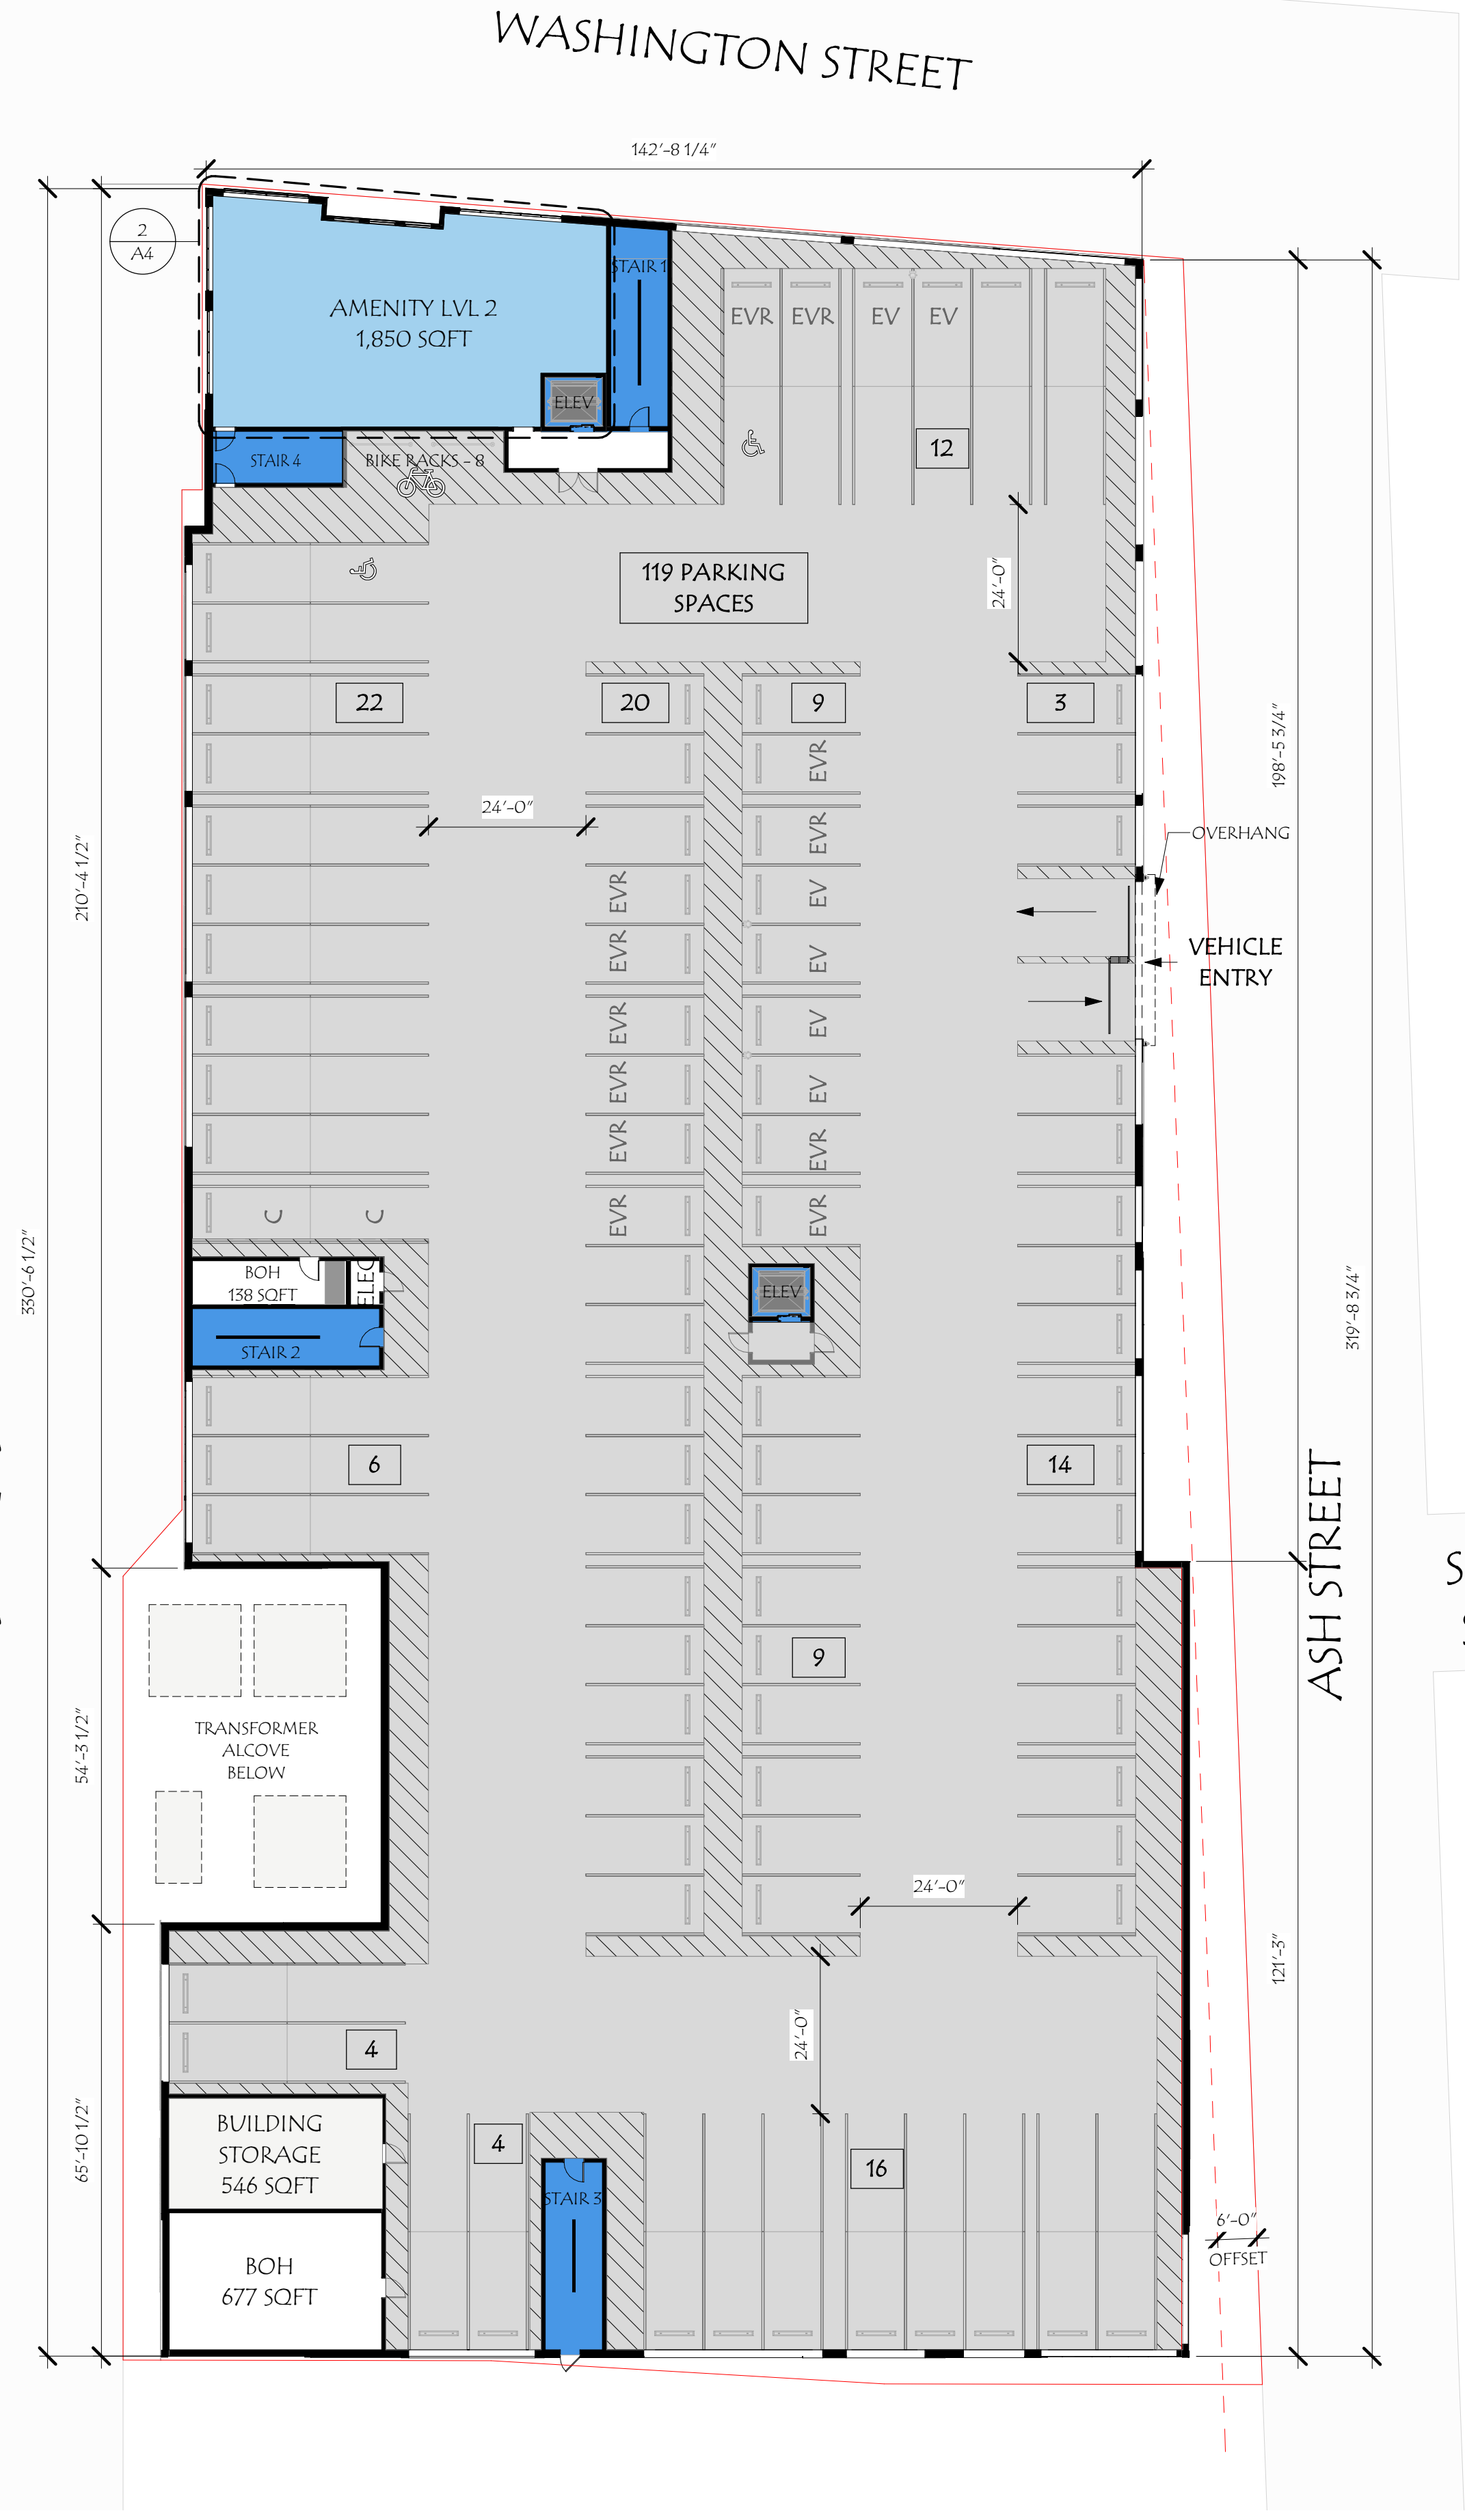 WASHINGTON STREET
142'-8 1/4"
2
A4
STAIR 1
AMENITY LVL 2
1,850 SQFT
EVR
EVR
EV
EV
ELEV
12
STAIR 4
BIKE RACKS - 8
119 PARKING
SPACES
24'-0"
22
20
9
3
EVR
198'-5 3/4"
24'-0"
EVR
OVERHANG
210'-4 1/2"
EVR
EV
EVR
EV
VEHICLE
ENTRY
EVR
EV
EVR
EV
EVR
EVR
C
C
EVR
EVR
330'-6 1/2"
BOH
138 SQFT
ELEC
ELEV
319'-8 3/4"
STAIR 2
6
14
ASH STREET
S
9
TRANSFORMER
ALCOVE
BELOW
54'-3 1/2"
24'-0"
121'-3"
24'-0"
4
65'-10 1/2"
BUILDING
STORAGE
546 SQFT
4
16
STAIR 3
6'-0"
OFFSET
BOH
677 SQFT